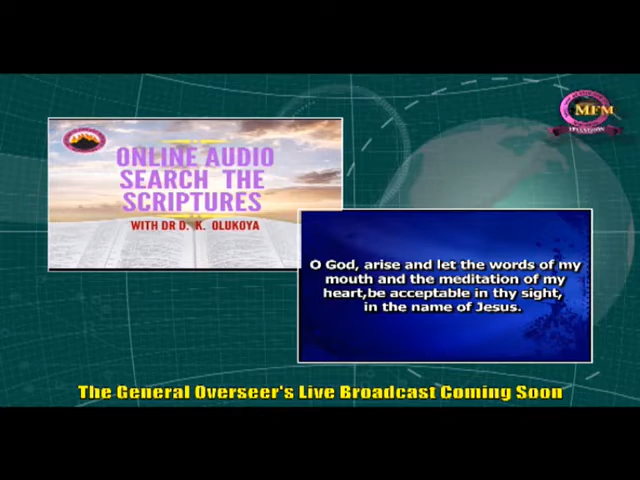 MFM
TELEVISION
ONLINE AUDIO
SEARCH THE
SCRIPTURES
WITH DR D. K. OLUKOYA
O God, arise and let the words of my
mouth and the meditation of my
heart,be acceptable in thy sight,
in the name of Jesus.
The General Overseer's Live Broadcast Coming Soon